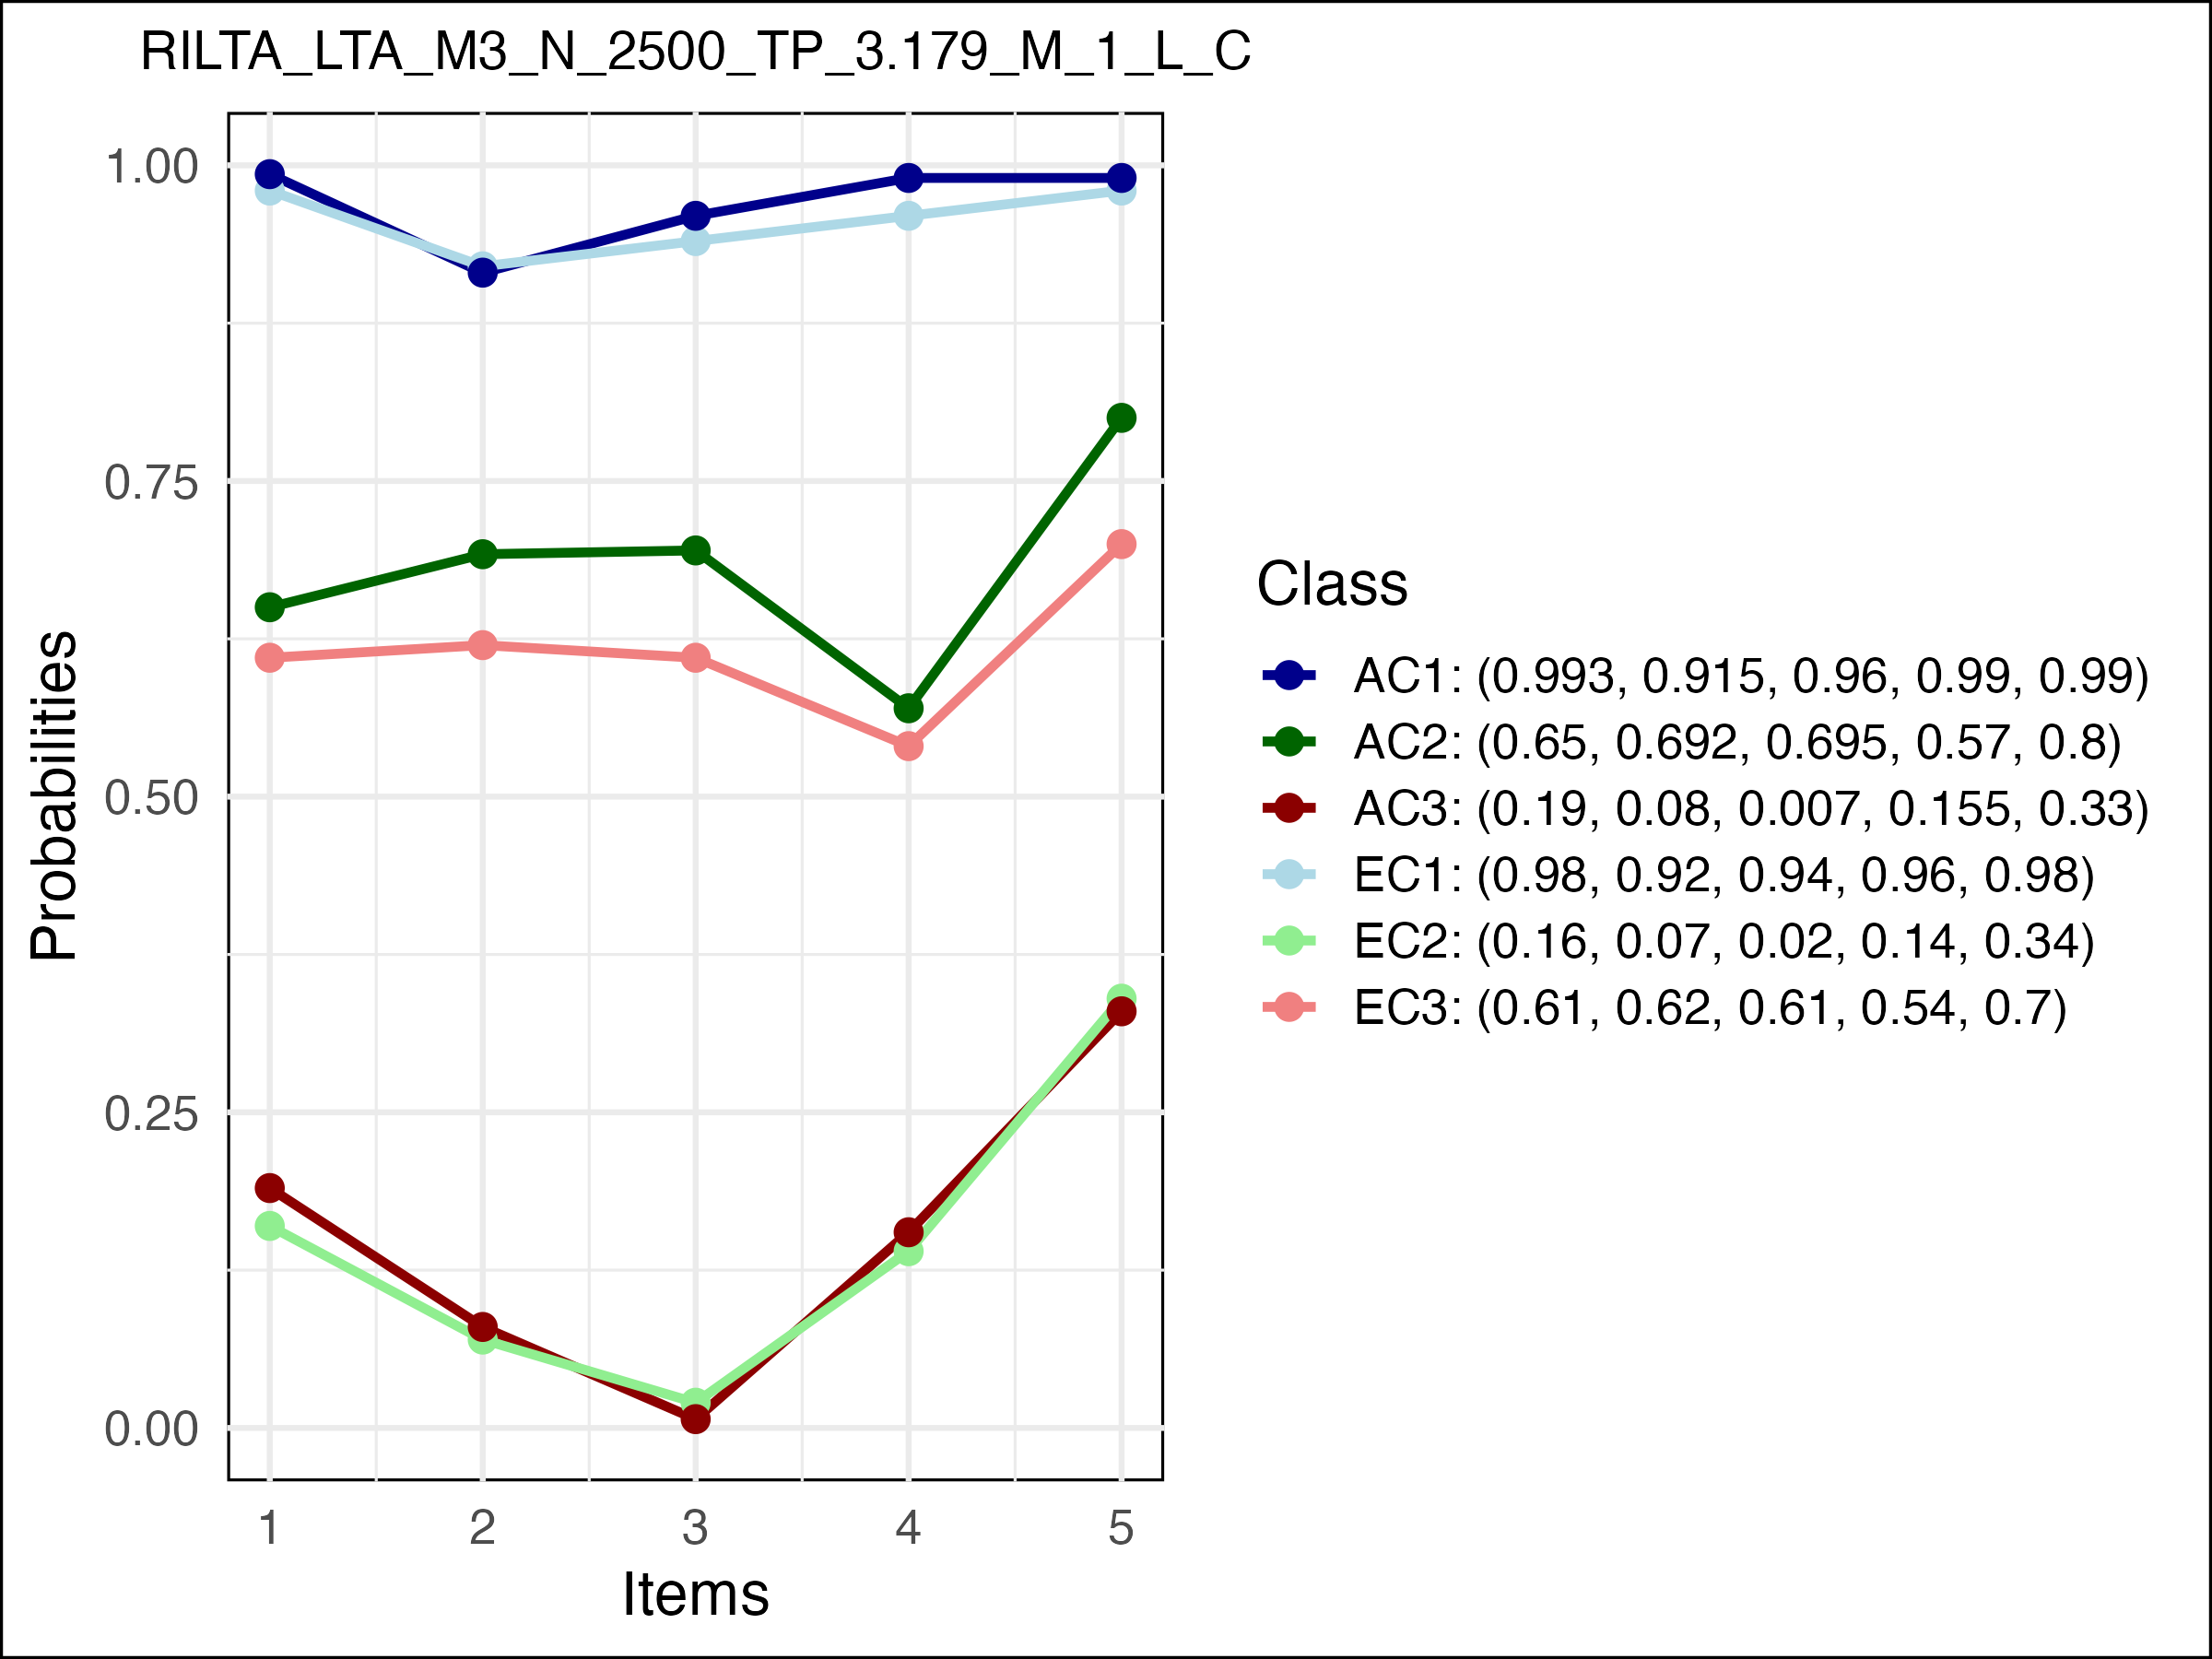 RILTA_LTA_M3_N_2500_TP_3.179_M_1_L_C
1.00
0.75
0.50
0.25
0.00
Probabilities
1 2 3 4 5
Items
Class
AC1: (0.993, 0.915, 0.96, 0.99, 0.99)
AC2: (0.65, 0.692, 0.695, 0.57, 0.8)
AC3: (0.19, 0.08, 0.007, 0.155, 0.33)
EC1: (0.98, 0.92, 0.94, 0.96, 0.98)
EC2: (0.16, 0.07, 0.02, 0.14, 0.34)
EC3: (0.61, 0.62, 0.61, 0.54, 0.7)